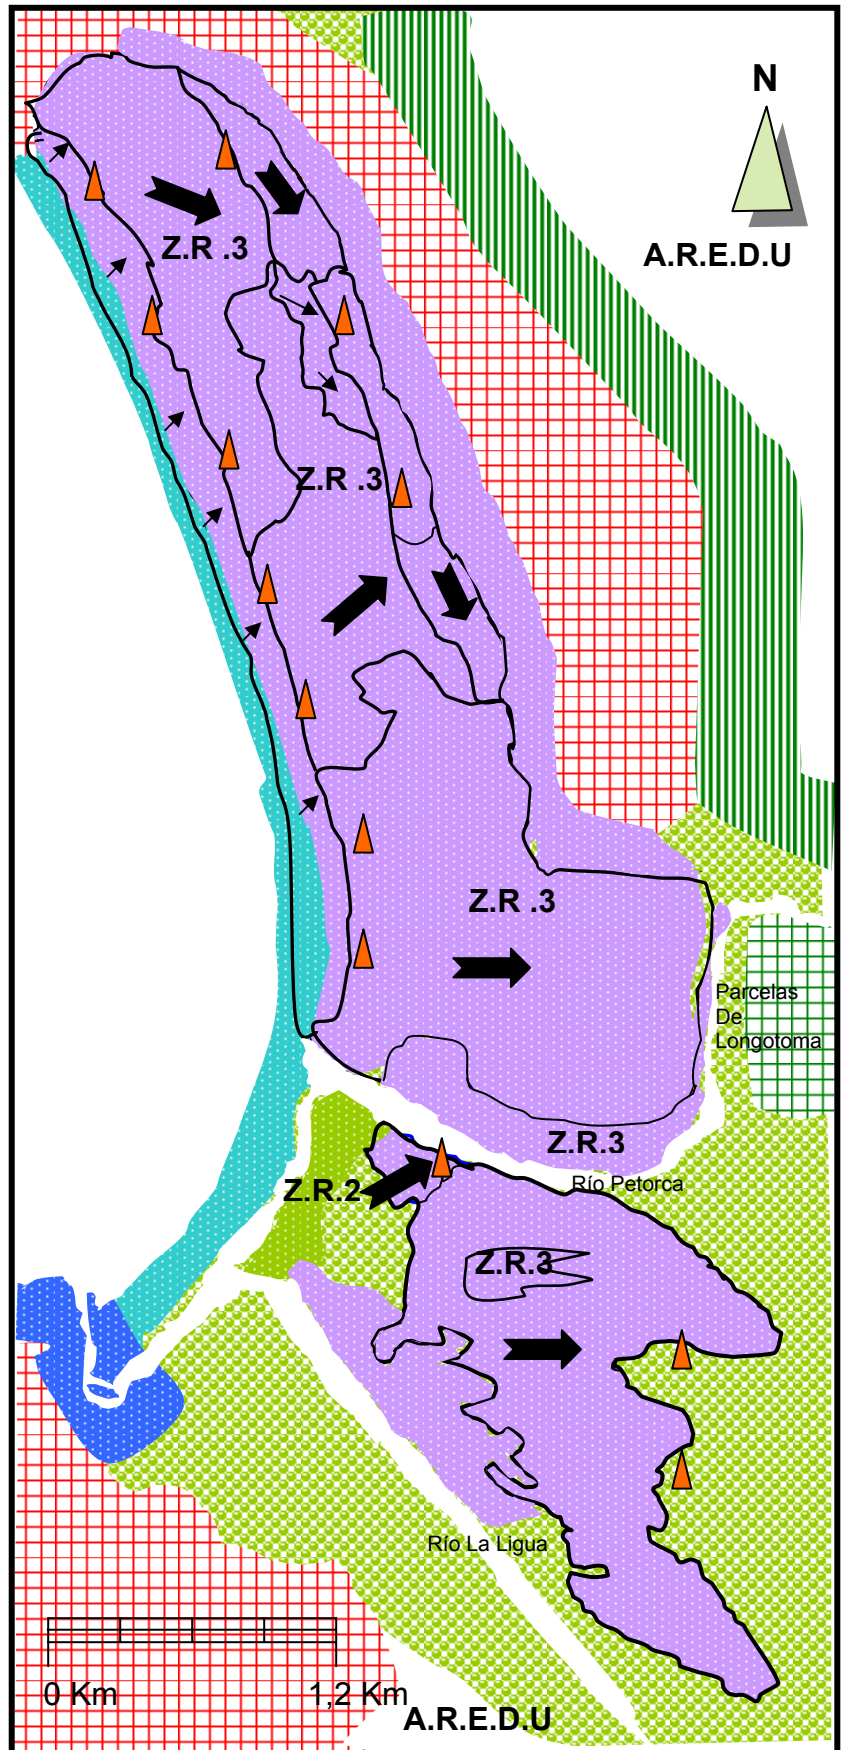 N
A.R.E.D.U
Z.R .3
Z.R .3
Z.R .3
Parcelas
De
Longotoma
Z.R.3
Río Petorca
Z.R.2
Z.R.3
Río La Ligua
0 Km
1,2 Km
A.R.E.D.U